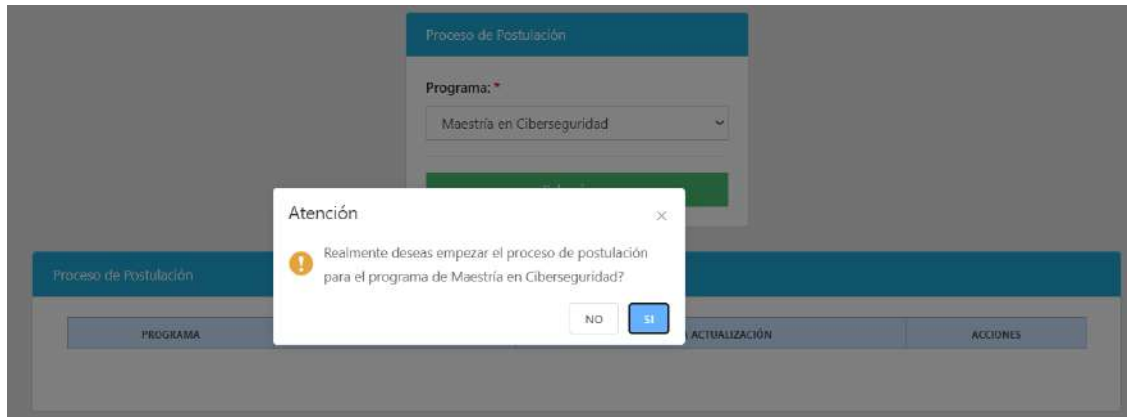 Proceso de Postulación
Programa: *
Maestría en Ciberseguridad
Atención
Realmente deseas empezar el proceso de postulación
para el programa de Maestría en Ciberseguridad?
NO
SI
Proceso de Postulación
PROGRAMA
ACTUALIZACIÓN
ACCIONES